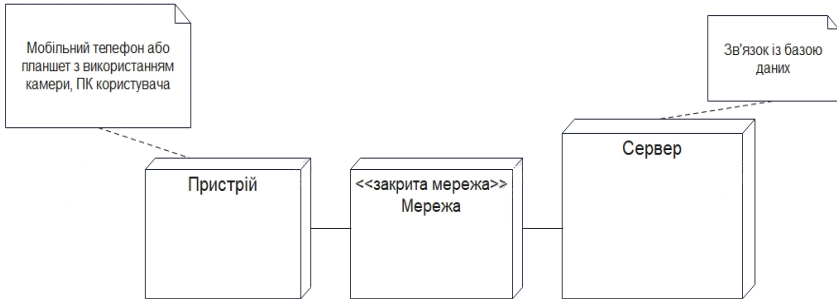 Мобільний телефон або
планшет з використанням
камери, ПК користувача
Зв'язок із базою
даних
Пристрій
<<закрита мережа>>
Мережа
Сервер